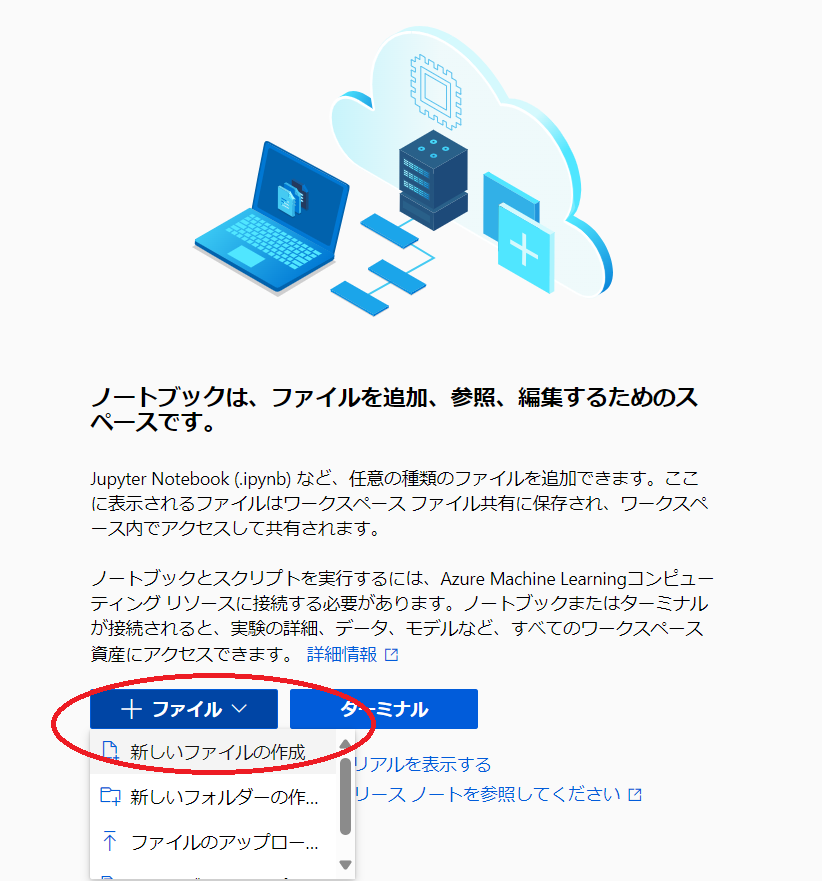 ノートブックは、ファイルを追加、参照、編集するためのス
ペースです。
Jupyter Notebook (.ipynb) など、任意の種類のファイルを追加できます。ここ
に表示されるファイルはワークスペース ファイル共有に保存され、ワークスペ
ース内でアクセスして共有されます。
ノートブックとスクリプトを実行するには、Azure Machine Learningコンピュー
ティング リソースに接続する必要があります。ノートブックまたはターミナル
が接続されると、実験の詳細、データ、モデルなど、すべてのワークスペース
資産にアクセスできます。 詳細情報
ファイル
ターミナル
新しいファイルの作成
リアルを表示する
新しいフォルダーの作...
リース ノートを参照してください
ファイルのアップロー...